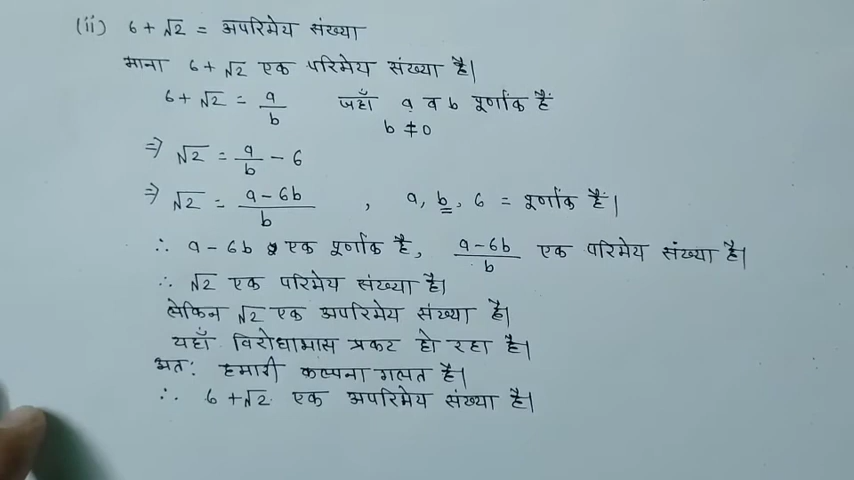 (ii) 6 + √2 = अपरिमेय संख्या
माना 6 + √2 एक परिमेय संख्या है।
6 + √2 = a/b जहाँ a व b पूर्णांक हैं
b ≠ 0
⇒ √2 = a/b − 6
⇒ √2 = (a − 6b)/b , a, b, 6 = पूर्णांक हैं।
∴ a − 6b एक पूर्णांक है, (a − 6b)/b एक परिमेय संख्या है।
∴ √2 एक परिमेय संख्या है।
लेकिन √2 एक अपरिमेय संख्या है।
यहाँ विरोधाभास प्रकट हो रहा है।
अत: हमारी कल्पना गलत है।
∴ 6 + √2 एक अपरिमेय संख्या है।